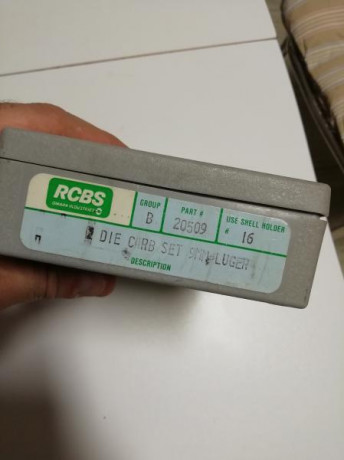 RCBS
GROUP
B
PART #
20509
USE SHELL HOLDER
# 16
DIE CARB SET 9MM LUGER
DESCRIPTION